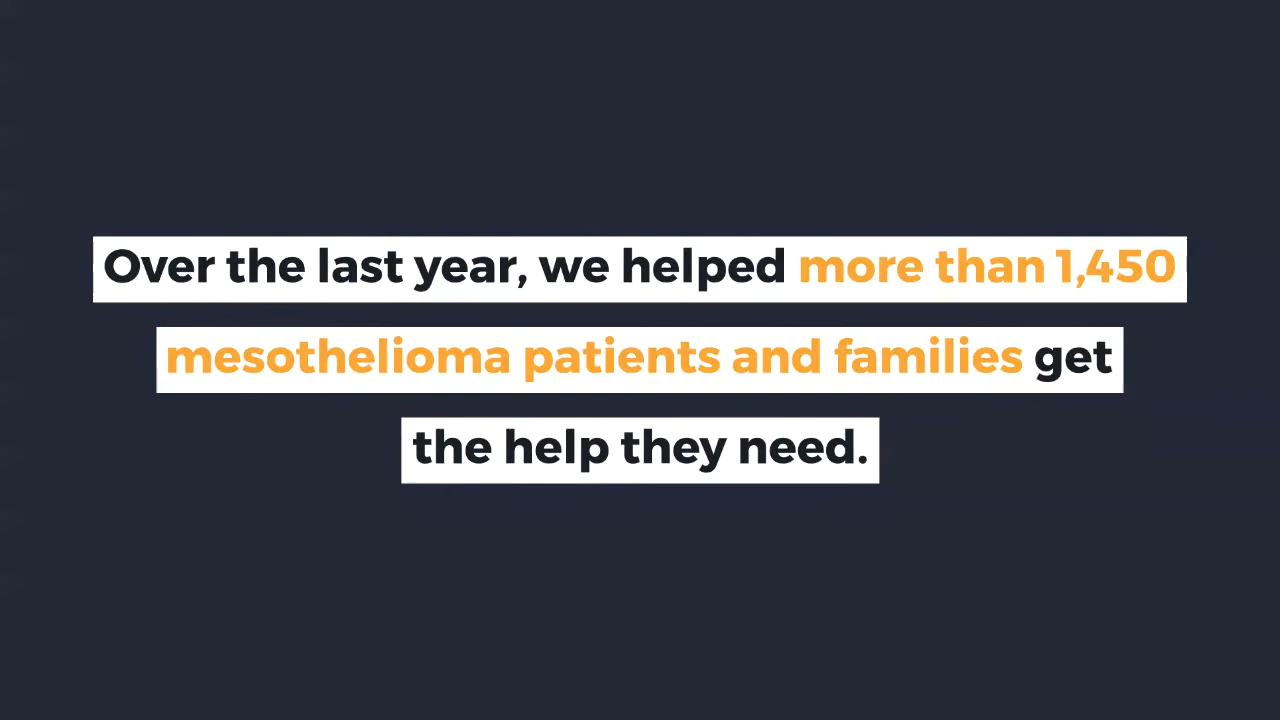 Over the last year, we helped more than 1,450
mesothelioma patients and families get
the help they need.